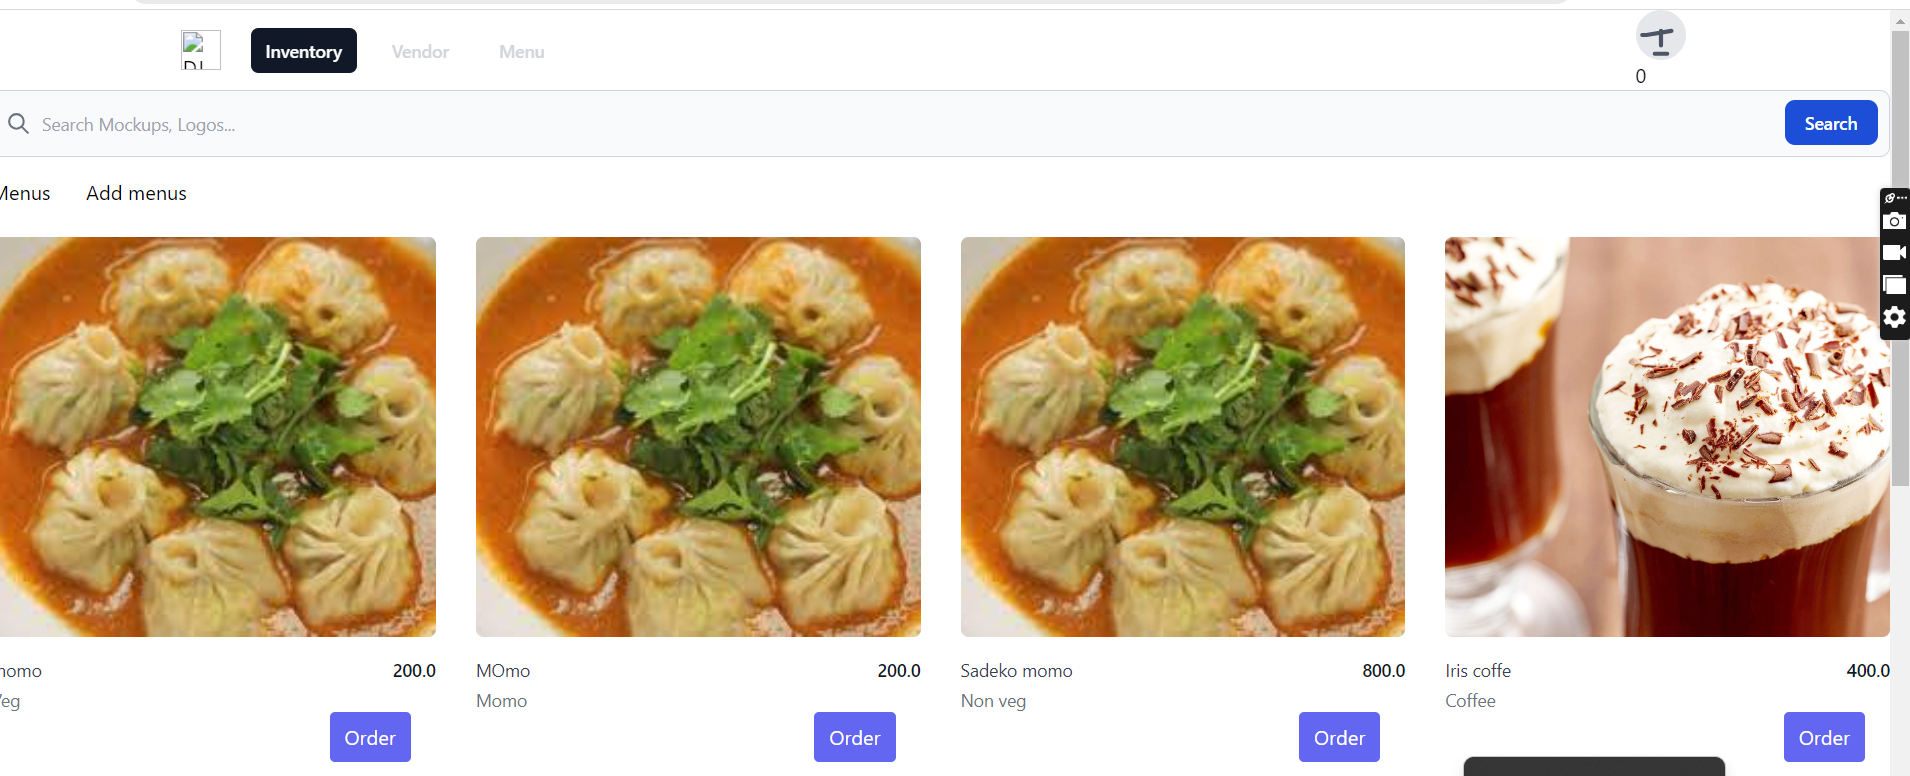 Inventory Vendor Menu
0
Search Mockups, Logos... Search
Menus Add menus
momo 200.0 MOmo 200.0 Sadeko momo 800.0 Iris coffe 400.0
Veg Momo Non veg Coffee
Order Order Order Order